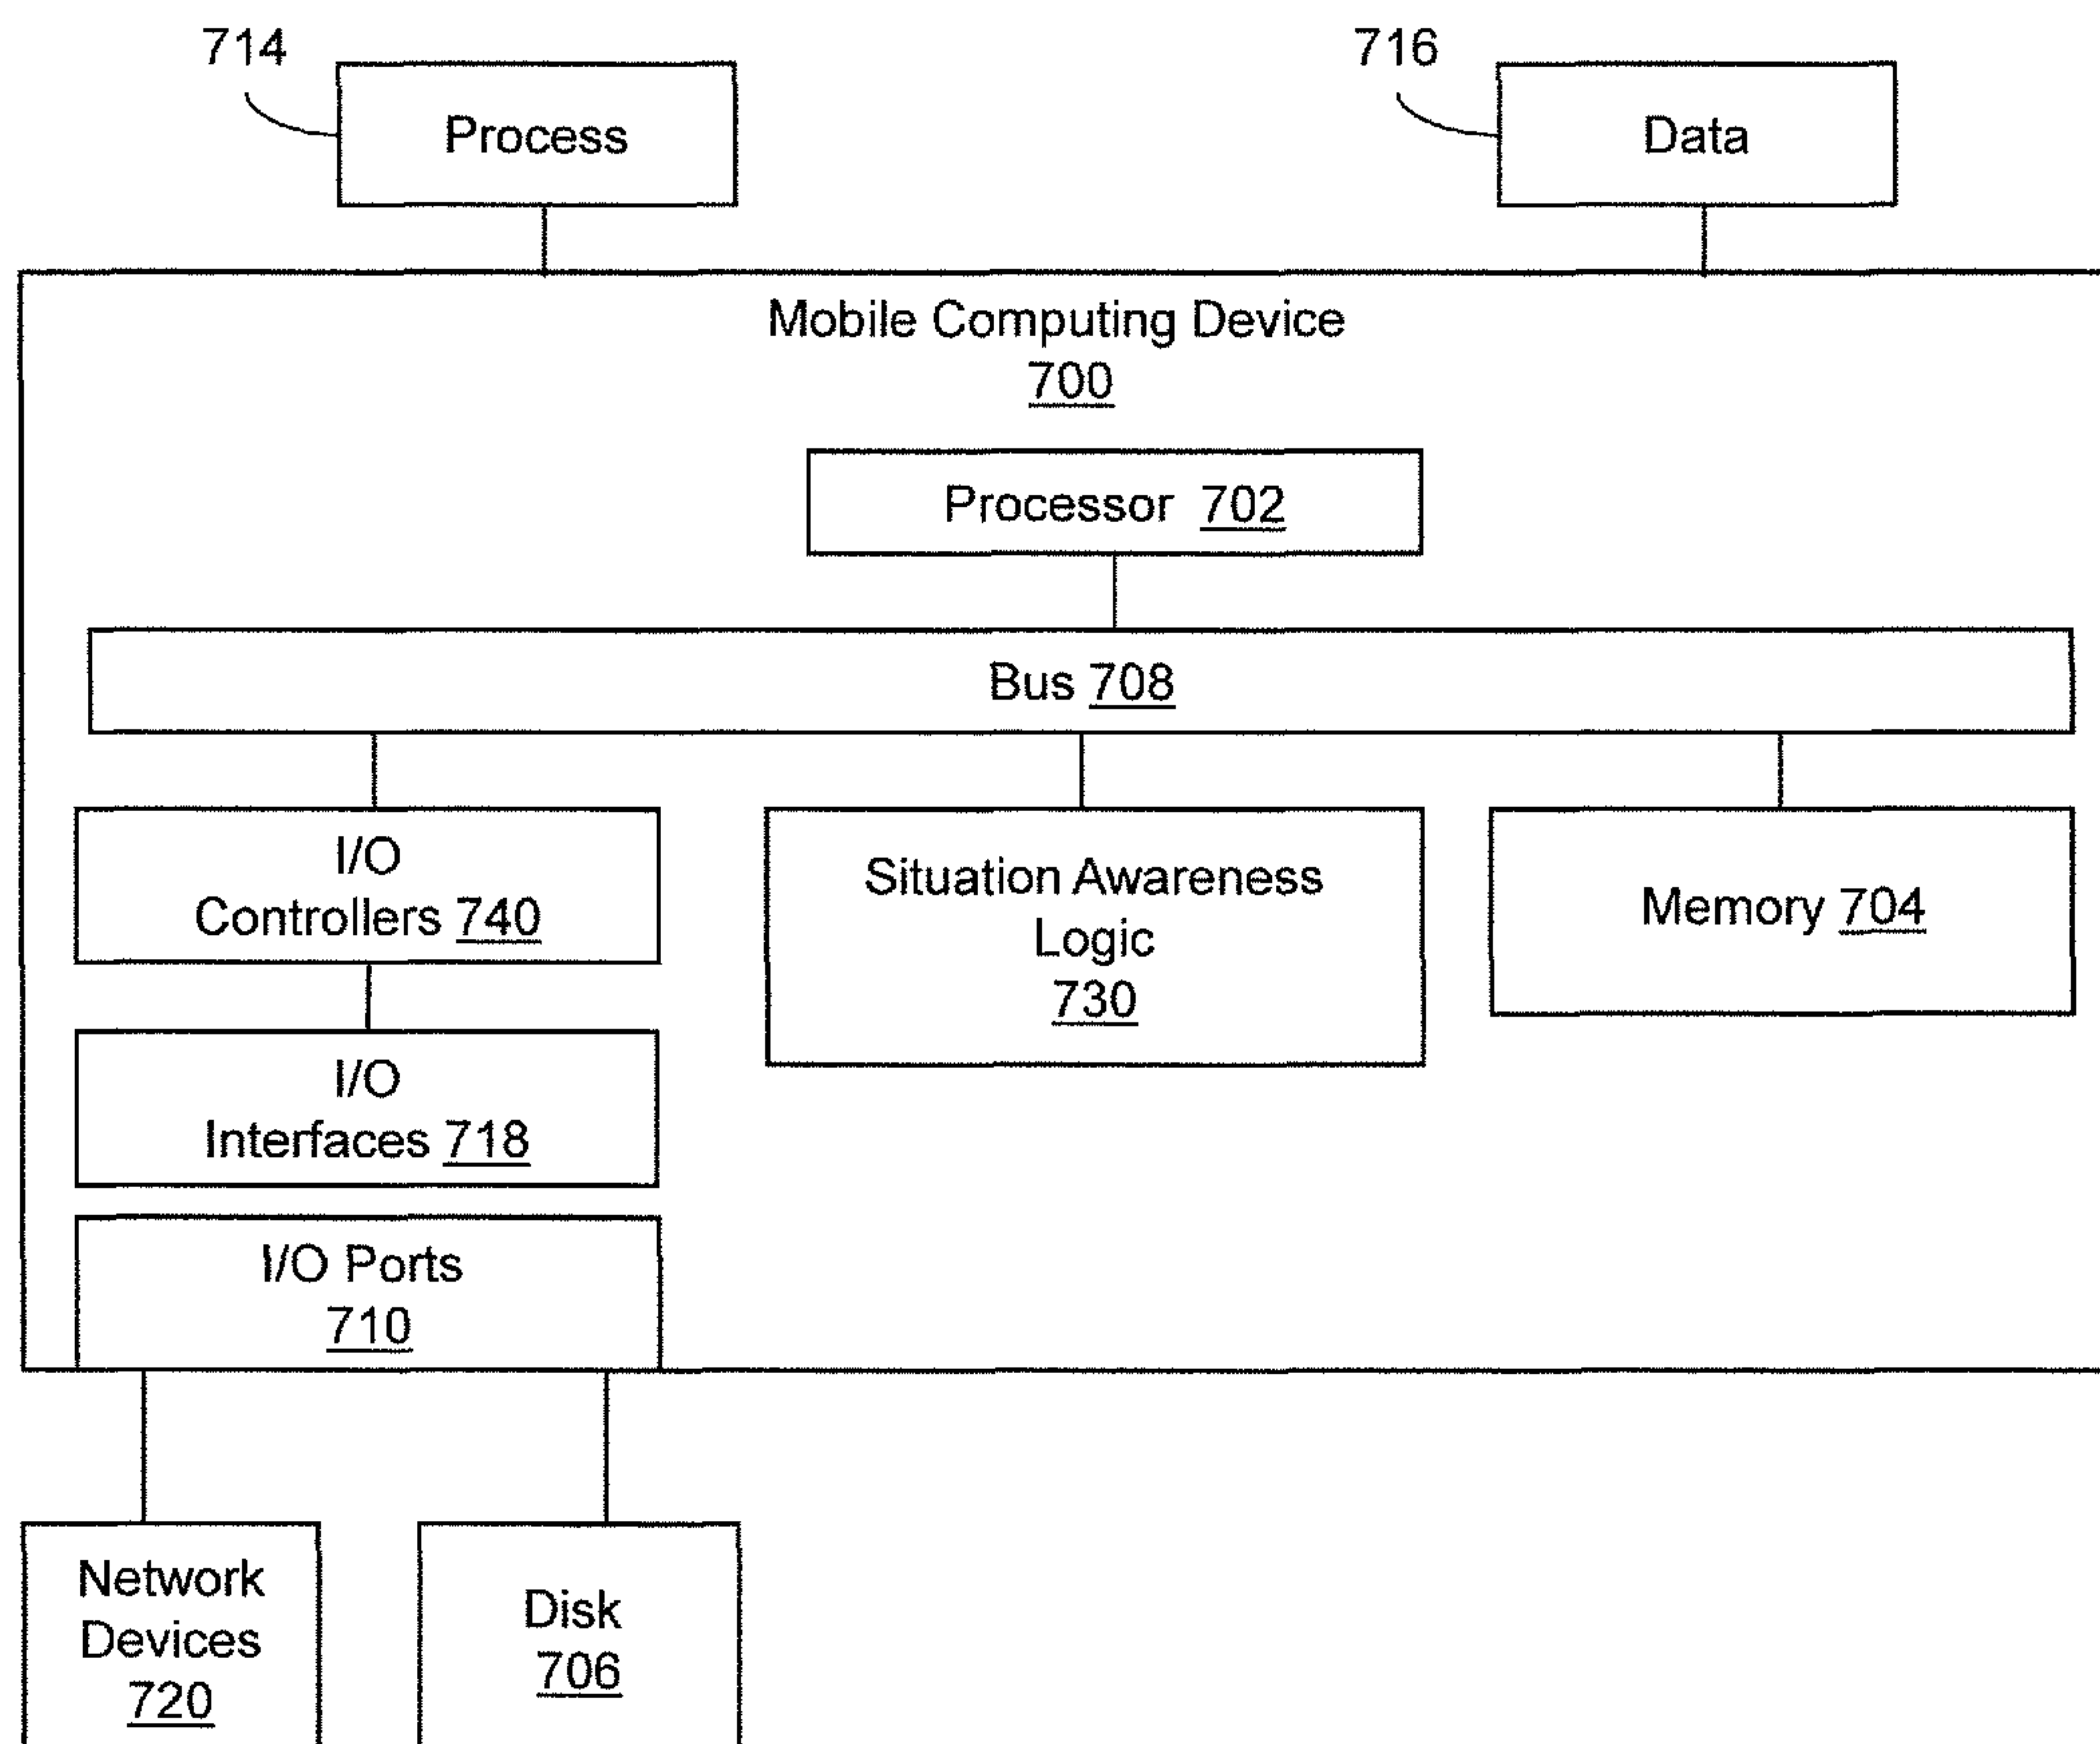 714
716
Process
Data
Mobile Computing Device
700
Processor 702
Bus 708
I/O
Controllers 740
Situation Awareness
Logic
730
Memory 704
I/O
Interfaces 718
I/O Ports
710
Network
Devices
720
Disk
706